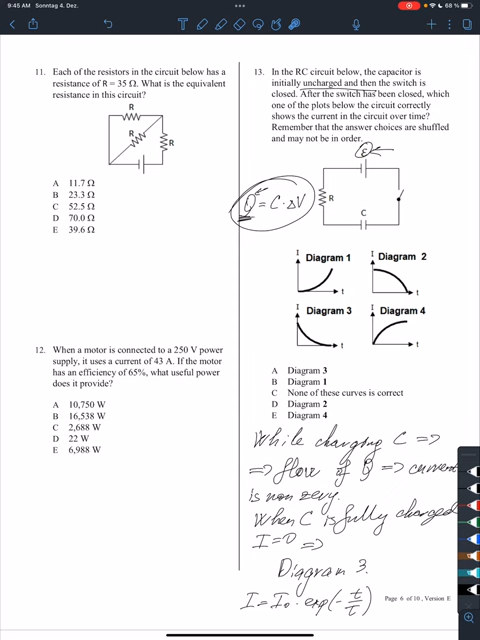 9:45 AM Sonntag 4. Dez.
68 %
11. Each of the resistors in the circuit below has a
resistance of R = 35 Ω. What is the equivalent
resistance in this circuit?
R
R
R
A 11.7 Ω
B 23.3 Ω
C 52.5 Ω
D 70.0 Ω
E 39.6 Ω
12. When a motor is connected to a 250 V power
supply, it uses a current of 43 A. If the motor
has an efficiency of 65%, what useful power
does it provide?
A 10,750 W
B 16,538 W
C 2,688 W
D 22 W
E 6,988 W
13. In the RC circuit below, the capacitor is
initially uncharged and then the switch is
closed. After the switch has been closed, which
one of the plots below the circuit correctly
shows the current in the circuit over time?
Remember that the answer choices are shuffled
and may not be in order.
ε
Q = C · ΔV
R
C
I Diagram 1 t
I Diagram 2 t
I Diagram 3 t
I Diagram 4 t
A Diagram 3
B Diagram 1
C None of these curves is correct
D Diagram 2
E Diagram 4
While charging C =>
=> flow of Q => current
is non zero.
When C is fully charged
I=0 =>
Diagram 3.
I = I₀ · exp(- t/τ)
Page 6 of 10 , Version E